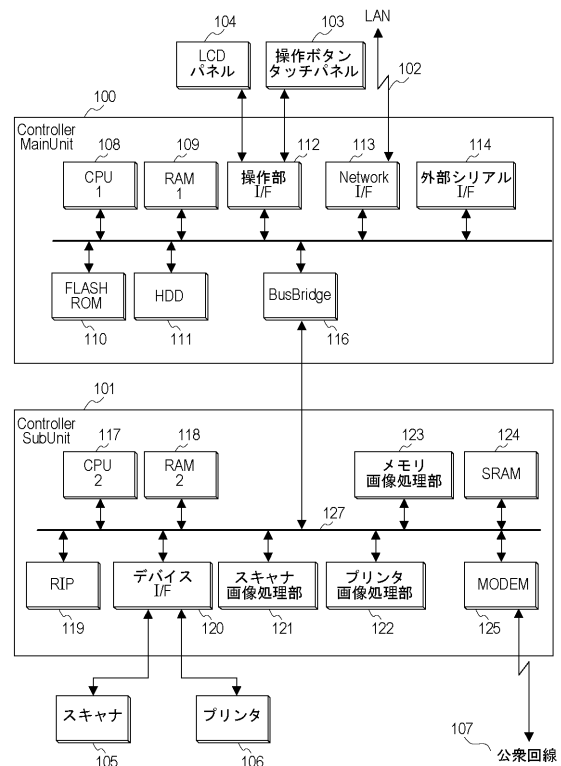 LAN
104
103
LCD
パネル
操作ボタン
タッチパネル
102
100
Controller
MainUnit
108
109
112
113
114
CPU
1
RAM
1
操作部
I/F
Network
I/F
外部シリアル
I/F
FLASH
ROM
HDD
BusBridge
110
111
116
101
Controller
SubUnit
117
118
123
124
CPU
2
RAM
2
メモリ
画像処理部
SRAM
127
RIP
デバイス
I/F
スキャナ
画像処理部
プリンタ
画像処理部
MODEM
119
120
121
122
125
スキャナ
プリンタ
105
106
107
公衆回線